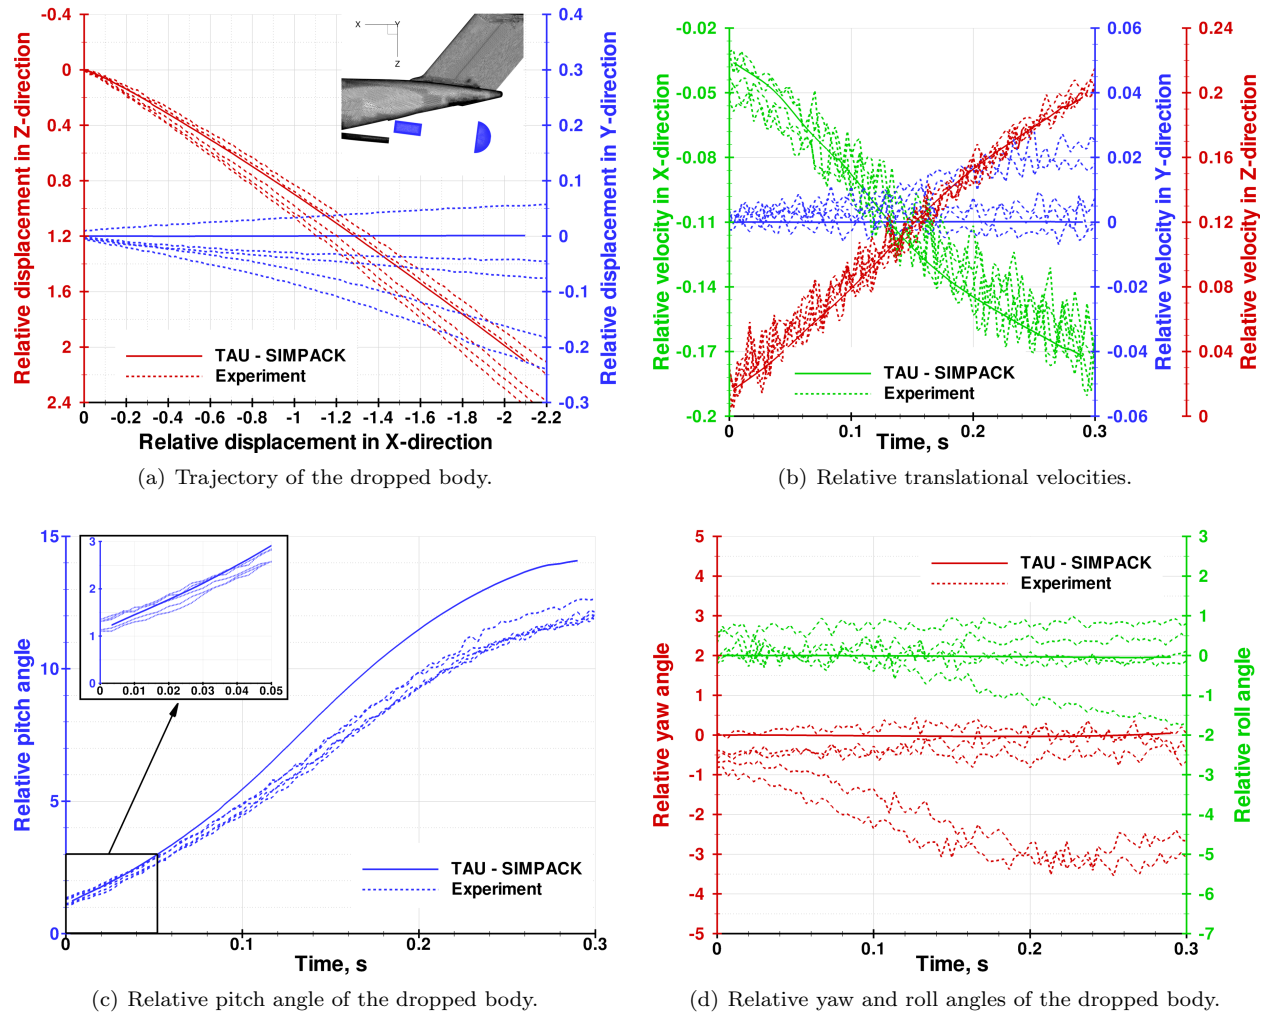 -0.4
0
0.4
0.8
1.2
1.6
2
2.4
Relative displacement in Z-direction
0.4
0.3
0.2
0.1
0
-0.1
-0.2
-0.3
Relative displacement in Y-direction
X
Y
Z
TAU - SIMPACK
Experiment
0 -0.2 -0.4 -0.6 -0.8 -1 -1.2 -1.4 -1.6 -1.8 -2 -2.2
Relative displacement in X-direction
(a) Trajectory of the dropped body.
-0.02
-0.05
-0.08
-0.11
-0.14
-0.17
-0.2
Relative velocity in X-direction
0.06
0.04
0.02
0
-0.02
-0.04
-0.06
Relative velocity in Y-direction
0.24
0.2
0.16
0.12
0.08
0.04
0
Relative velocity in Z-direction
TAU - SIMPACK
Experiment
0 0.1 0.2 0.3
Time, s
(b) Relative translational velocities.
15
10
5
0
Relative pitch angle
3
2
1
0
0 0.01 0.02 0.03 0.04 0.05
TAU - SIMPACK
Experiment
0 0.1 0.2 0.3
Time, s
(c) Relative pitch angle of the dropped body.
5
4
3
2
1
0
-1
-2
-3
-4
-5
Relative yaw angle
3
2
1
0
-1
-2
-3
-4
-5
-6
-7
Relative roll angle
TAU - SIMPACK
Experiment
0 0.1 0.2 0.3
Time, s
(d) Relative yaw and roll angles of the dropped body.